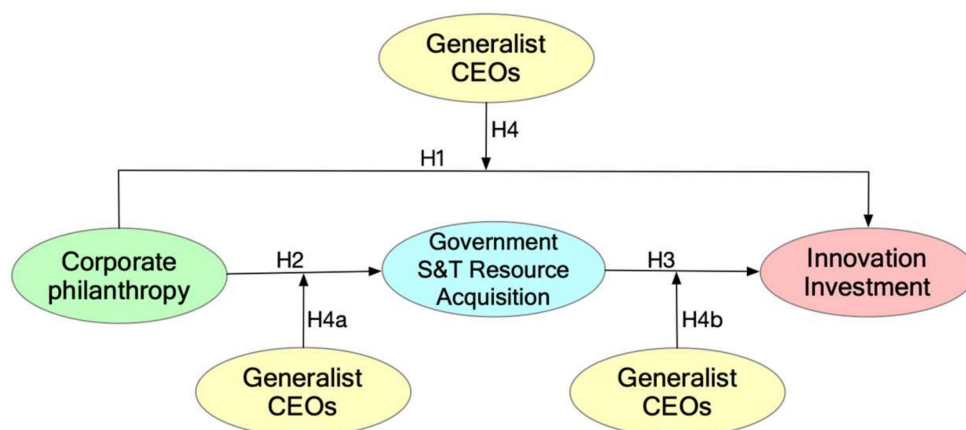 Generalist
CEOs
H4
H1
Corporate
philanthropy
H2
Government
S&T Resource
Acquisition
H3
Innovation
Investment
H4a
H4b
Generalist
CEOs
Generalist
CEOs